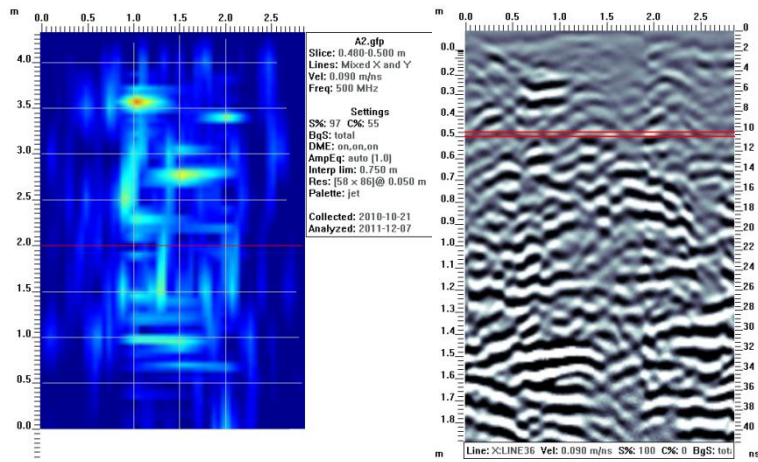 m
0.0 0.5 1.0 1.5 2.0 2.5
4.0
3.5
3.0
2.5
2.0
1.5
1.0
0.5
0.0
m
A2.gfp
Slice: 0.480-0.500 m
Lines: Mixed X and Y
Vel: 0.090 m/ns
Freq: 500 MHz
Settings
S%: 97 C%: 55
BgS: total
DME: on,on,on
AmpEq: auto [1.0]
Interp lim: 0.750 m
Res: [58 x 86]@ 0.050 m
Palette: jet
Collected: 2010-10-21
Analyzed: 2011-12-07
m
0.0 0.5 1.0 1.5 2.0 2.5
0.0
0.1
0.2
0.3
0.4
0.5
0.6
0.7
0.8
0.9
1.0
1.1
1.2
1.3
1.4
1.5
1.6
1.7
1.8
m
0
2
4
6
8
10
12
14
16
18
20
22
24
26
28
30
32
34
36
38
40
ns
Line: X:LINE36 Vel: 0.090 m/ns S%: 100 C%: 0 BgS: tot